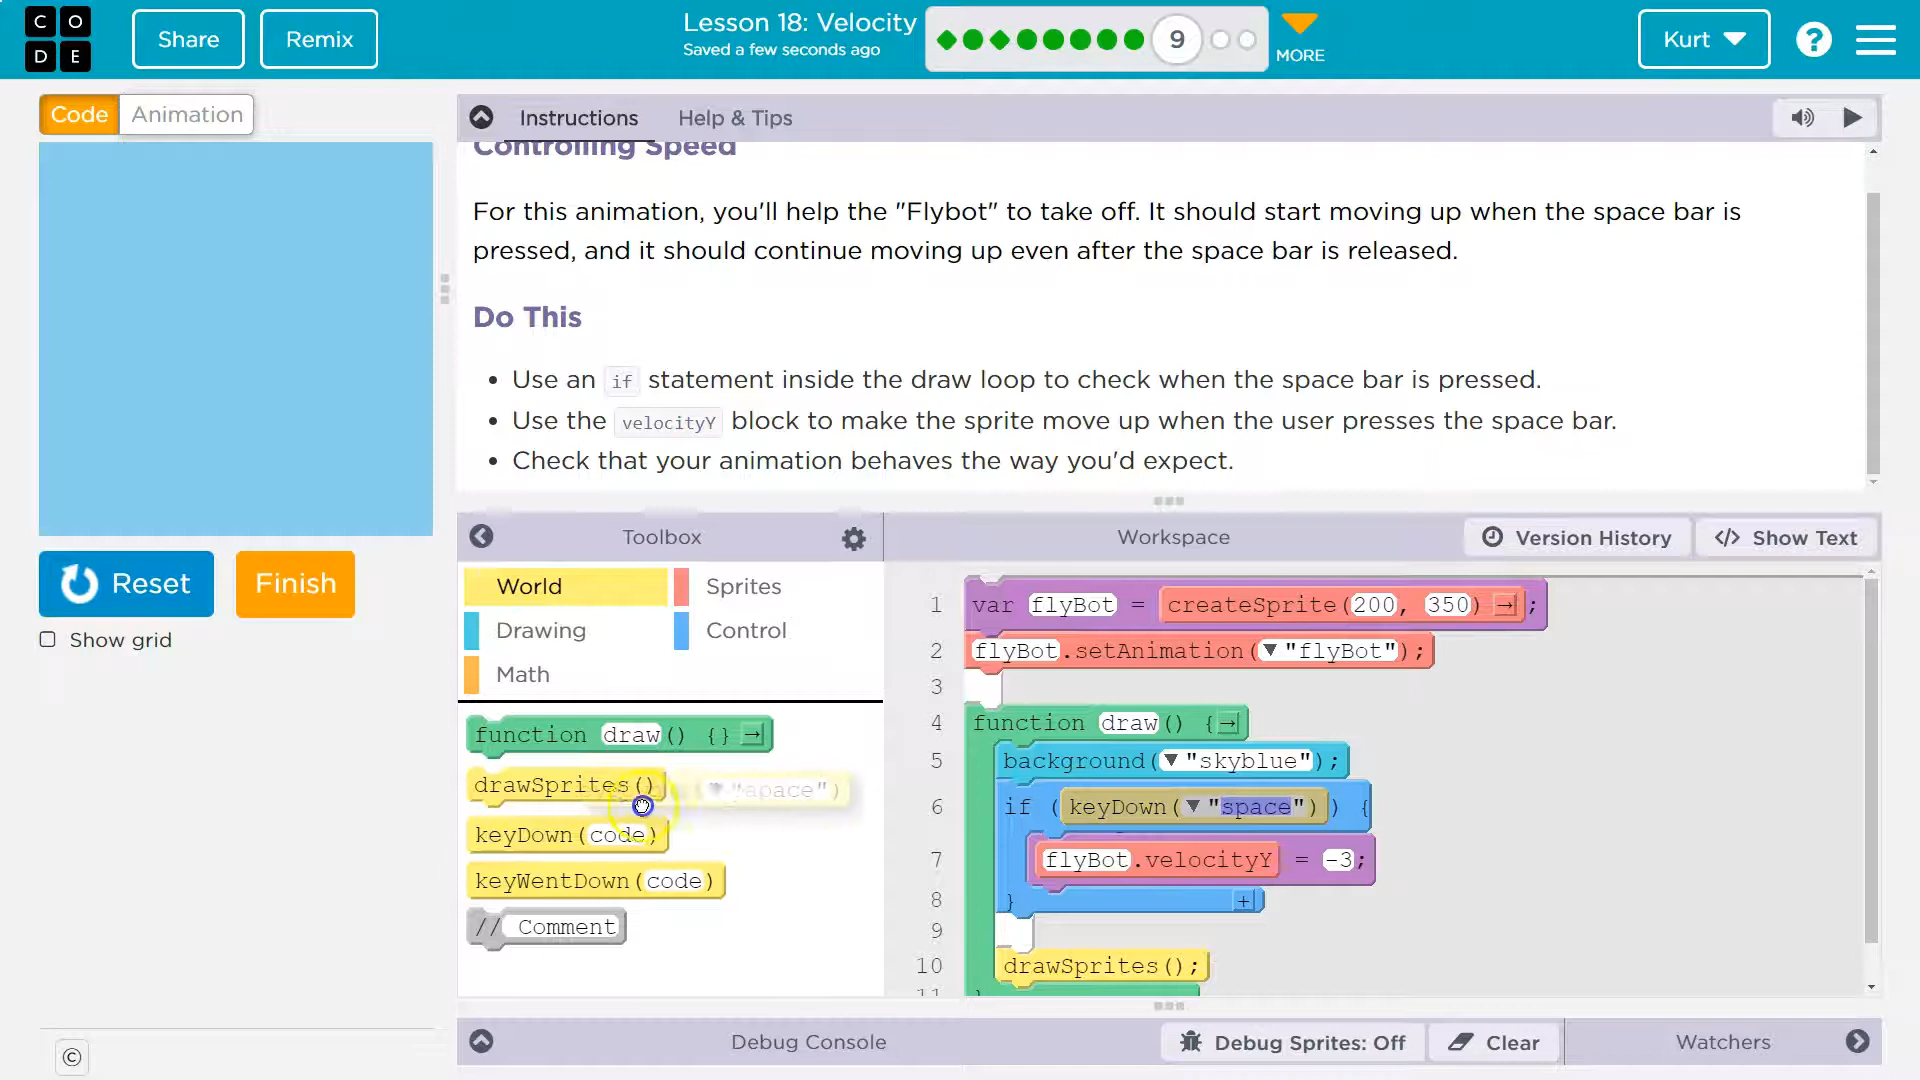 CODE
Share
Remix
Lesson 18: Velocity
Saved a few seconds ago
9
MORE
Kurt
?
Code
Animation
Instructions
Help & Tips
Controlling Speed
For this animation, you'll help the "Flybot" to take off. It should start moving up when the space bar is
pressed, and it should continue moving up even after the space bar is released.
Do This
Use an if statement inside the draw loop to check when the space bar is pressed.
Use the velocityY block to make the sprite move up when the user presses the space bar.
Check that your animation behaves the way you'd expect.
Reset
Finish
Show grid
Toolbox
Workspace
Version History
</> Show Text
World
Sprites
Drawing
Control
Math
function draw() {}
drawSprites()
"space")
keyDown(code)
keyWentDown(code)
// Comment
1 var flyBot = createSprite(200, 350);
2 flyBot.setAnimation("flyBot");
3
4 function draw() {
5 background("skyblue");
6 if (keyDown("space")) {
7 flyBot.velocityY = -3;
8 }
9
10 drawSprites();
11 }
Debug Console
Debug Sprites: Off
Clear
Watchers
©